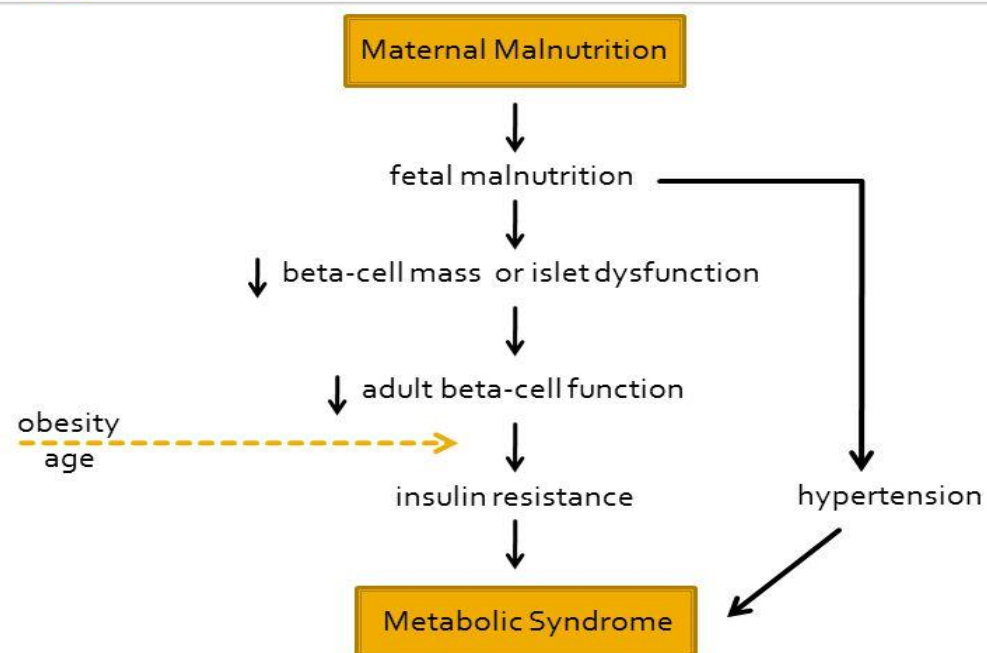 Maternal Malnutrition
fetal malnutrition
beta-cell mass or islet dysfunction
adult beta-cell function
obesity
age
insulin resistance
hypertension
Metabolic Syndrome